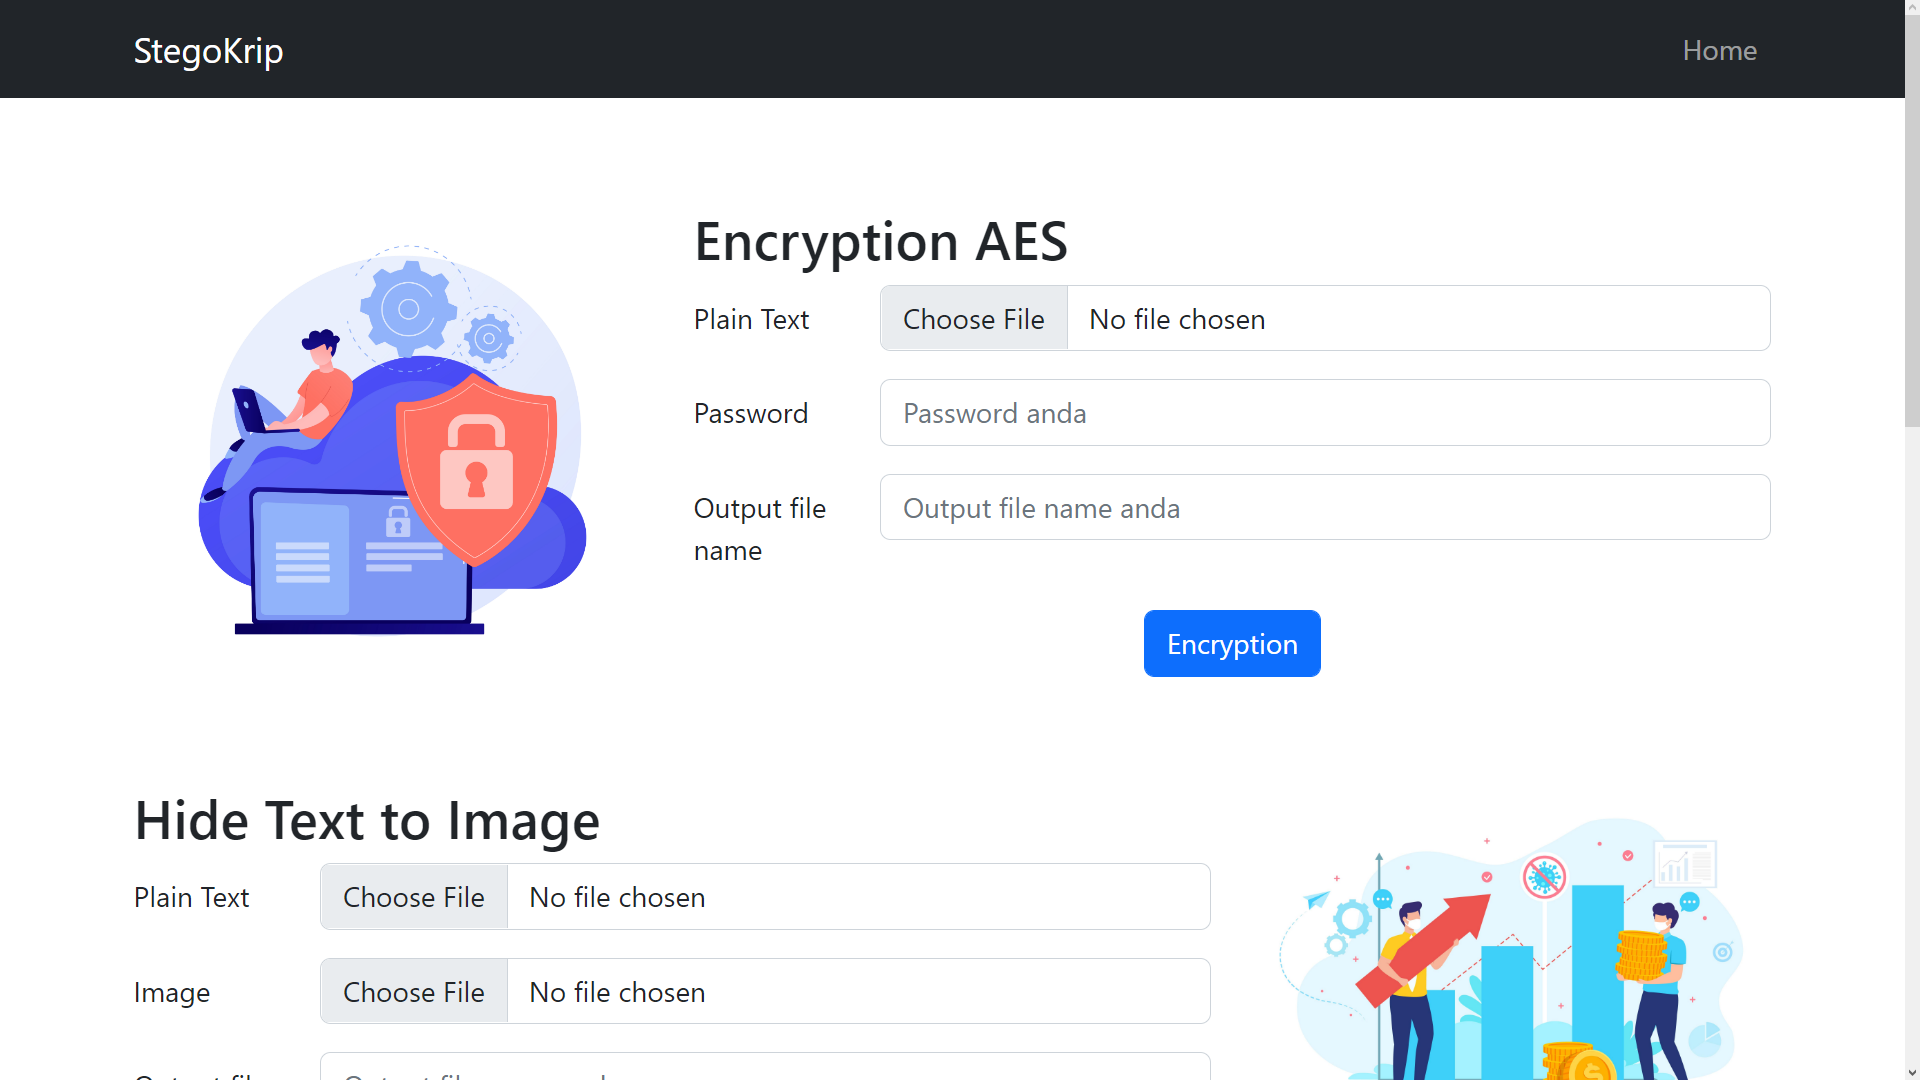 StegoKrip
Home
Encryption AES
Plain Text
Choose File
No file chosen
Password
Password anda
Output file
name
Output file name anda
Encryption
Hide Text to Image
Plain Text
Choose File
No file chosen
Image
Choose File
No file chosen